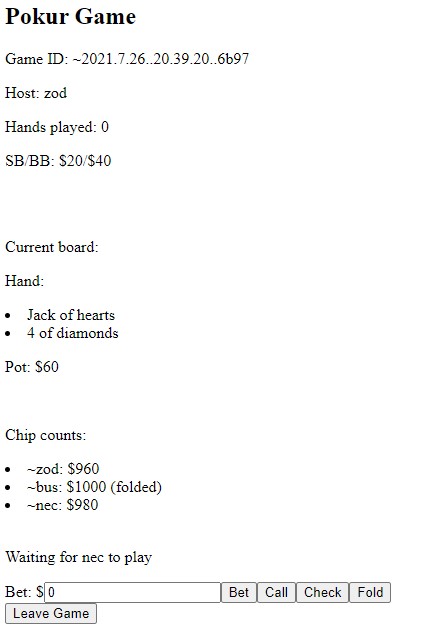 Pokur Game
Game ID: ~2021.7.26..20.39.20..6b97
Host: zod
Hands played: 0
SB/BB: $20/$40
Current board:
Hand:
Jack of hearts
4 of diamonds
Pot: $60
Chip counts:
~zod: $960
~bus: $1000 (folded)
~nec: $980
Waiting for nec to play
Bet: $ 0 Bet Call Check Fold
Leave Game